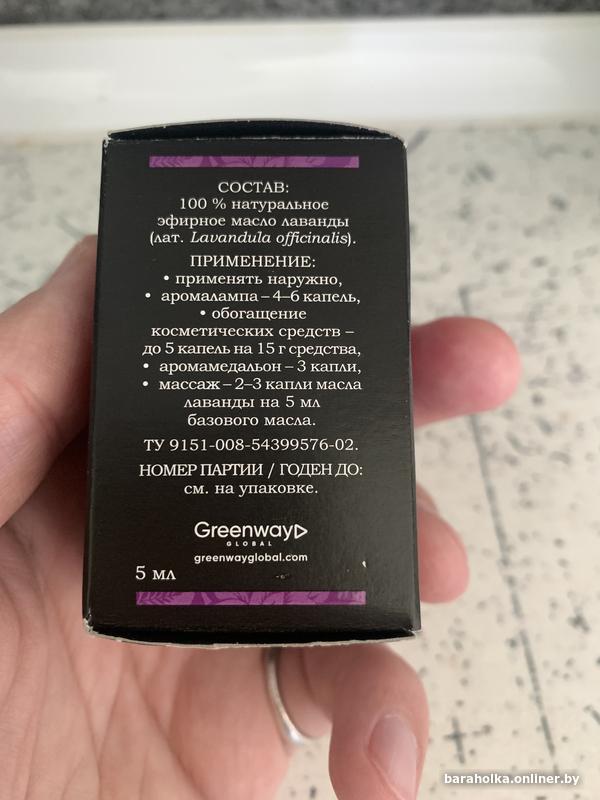 СОСТАВ:
100 % натуральное
эфирное масло лаванды
(лат. Lavandula officinalis).
ПРИМЕНЕНИЕ:
• применять наружно,
• аромалампа – 4–6 капель,
• обогащение
косметических средств –
до 5 капель на 15 г средства,
• аромамедальон – 3 капли,
• массаж – 2–3 капли масла
лаванды на 5 мл
базового масла.
ТУ 9151-008-54399576-02.
НОМЕР ПАРТИИ / ГОДЕН ДО:
см. на упаковке.
Greenway
GLOBAL
greenwayglobal.com
5 мл
baraholka.onliner.by